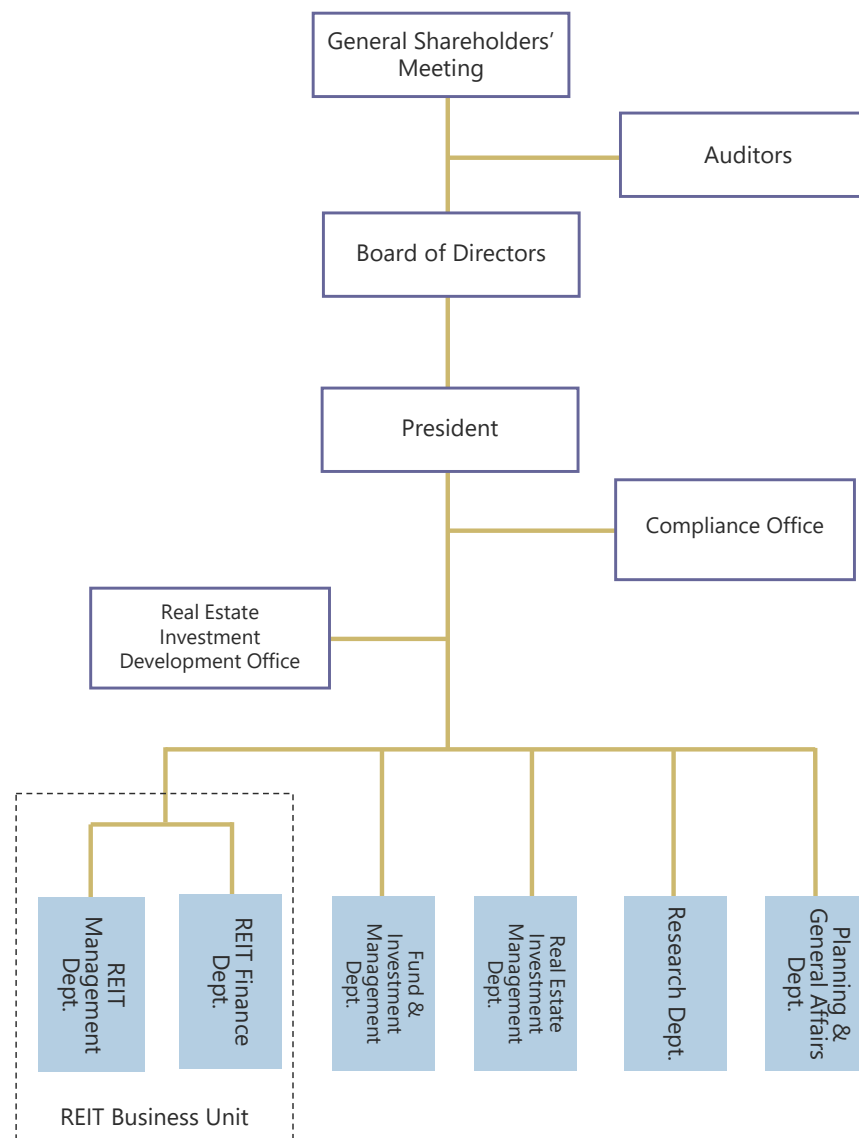 General Shareholders’
Meeting
Auditors
Board of Directors
President
Compliance Office
Real Estate
Investment
Development Office
REIT
Management
Dept.
REIT Finance
Dept.
Fund &
Investment
Management
Dept.
Real Estate
Investment
Management
Dept.
Research Dept.
Planning &
General Affairs
Dept.
REIT Business Unit